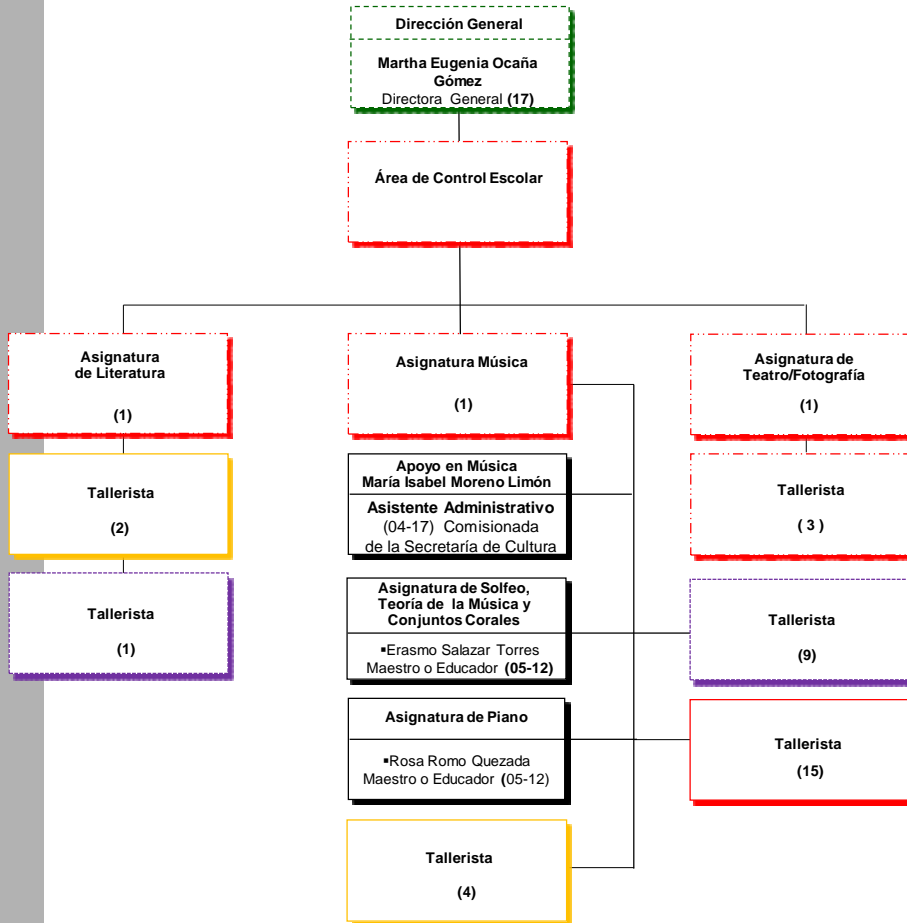 Dirección General
Martha Eugenia Ocaña
Gómez
Directora General (17)
Área de Control Escolar
Asignatura
de Literatura
(1)
Tallerista
(2)
Tallerista
(1)
Asignatura Música
(1)
Apoyo en Música
María Isabel Moreno Limón
Asistente Administrativo
(04-17) Comisionada
de la Secretaría de Cultura
Asignatura de Solfeo,
Teoría de la Música y
Conjuntos Corales
▪Erasmo Salazar Torres
Maestro o Educador (05-12)
Asignatura de Piano
▪Rosa Romo Quezada
Maestro o Educador (05-12)
Tallerista
(4)
Asignatura de
Teatro/Fotografía
(1)
Tallerista
( 3 )
Tallerista
(9)
Tallerista
(15)